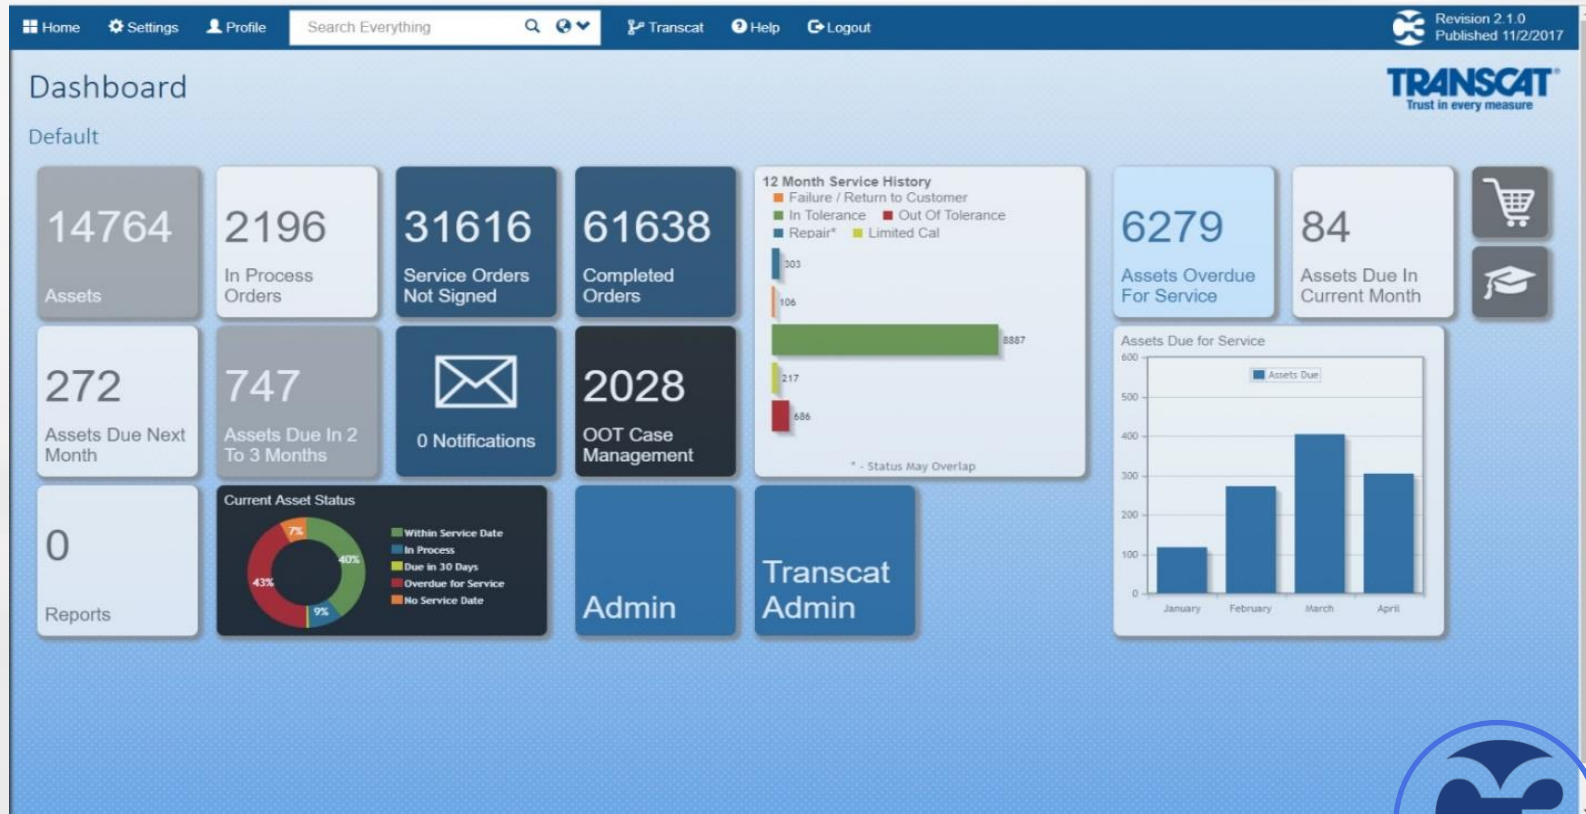 Home Settings Profile Search Everything Transcat Help Logout
Revision 2.1.0
Published 11/2/2017
Dashboard
TRANSCAT®
Trust in every measure
Default
14764
Assets
2196
In Process
Orders
31616
Service Orders
Not Signed
61638
Completed
Orders
12 Month Service History
Failure / Return to Customer
In Tolerance Out Of Tolerance
Repair* Limited Cal
303
106
8887
217
686
* - Status May Overlap
6279
Assets Overdue
For Service
84
Assets Due In
Current Month
272
Assets Due Next
Month
747
Assets Due In 2
To 3 Months
0 Notifications
2028
OOT Case
Management
Assets Due for Service
600
Assets Due
500
400
300
200
100
0
January February March April
0
Reports
Current Asset Status
7%
40%
43%
9%
Within Service Date
In Process
Due in 30 Days
Overdue for Service
No Service Date
Admin
Transcat
Admin